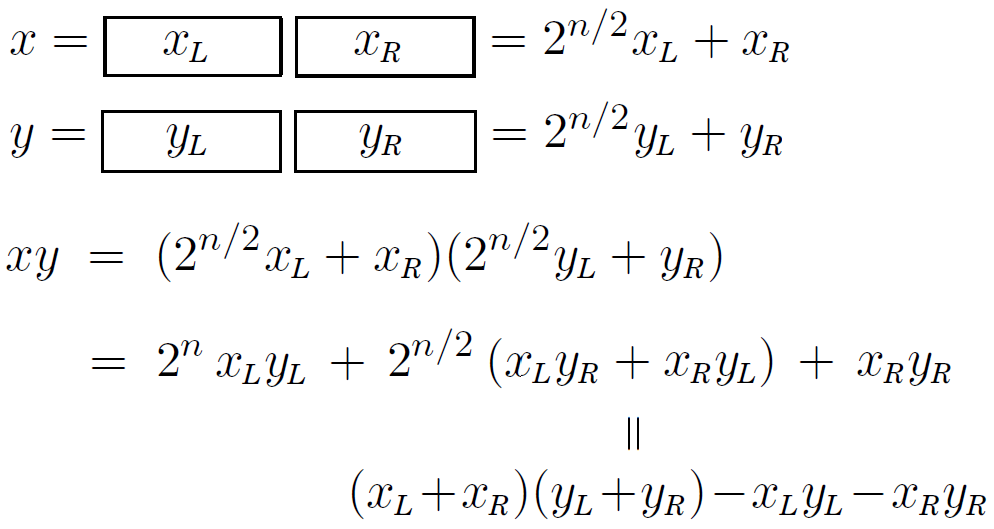 x = x_L x_R = 2^{n/2}x_L + x_R
y = y_L y_R = 2^{n/2}y_L + y_R
xy = (2^{n/2}x_L + x_R)(2^{n/2}y_L + y_R)
= 2^n x_Ly_L + 2^{n/2} (x_Ly_R + x_Ry_L) + x_Ry_R
||
(x_L+x_R)(y_L+y_R)−x_Ly_L−x_Ry_R